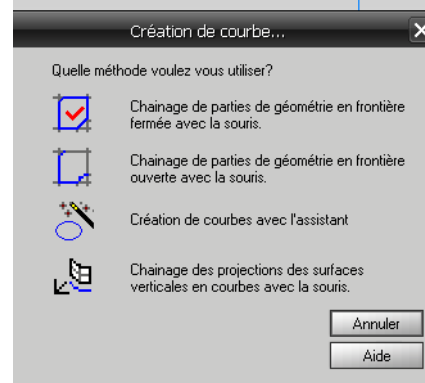 Création de courbe...
Quelle méthode voulez vous utiliser?
Chainage de parties de géométrie en frontière
fermée avec la souris.
Chainage de parties de géométrie en frontière
ouverte avec la souris.
Création de courbes avec l'assistant
Chainage des projections des surfaces
verticales en courbes avec la souris.
Annuler
Aide